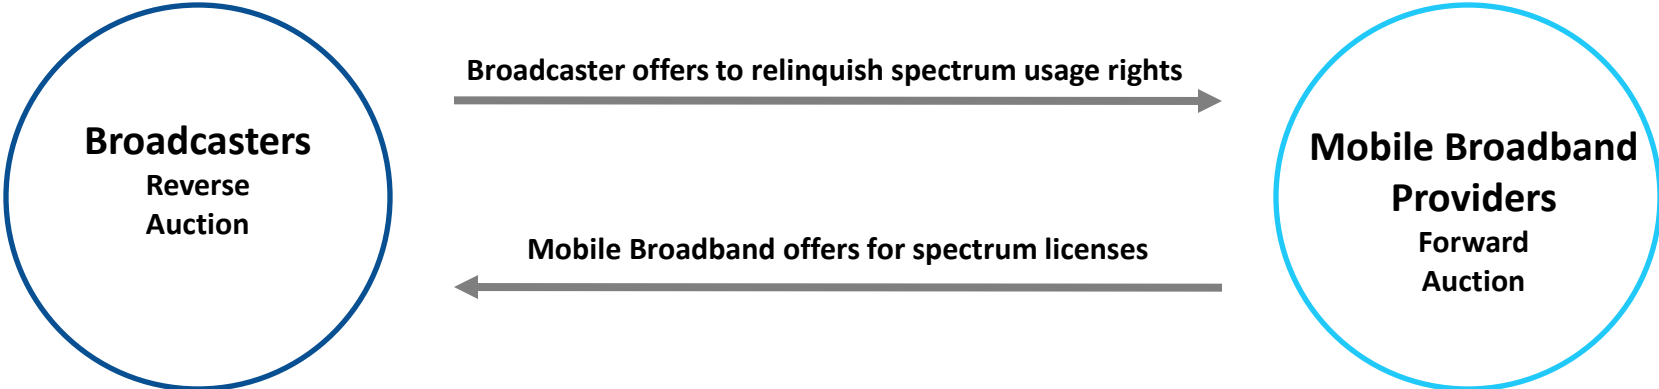 Broadcasters
Reverse
Auction
Broadcaster offers to relinquish spectrum usage rights
Mobile Broadband offers for spectrum licenses
Mobile Broadband
Providers
Forward
Auction